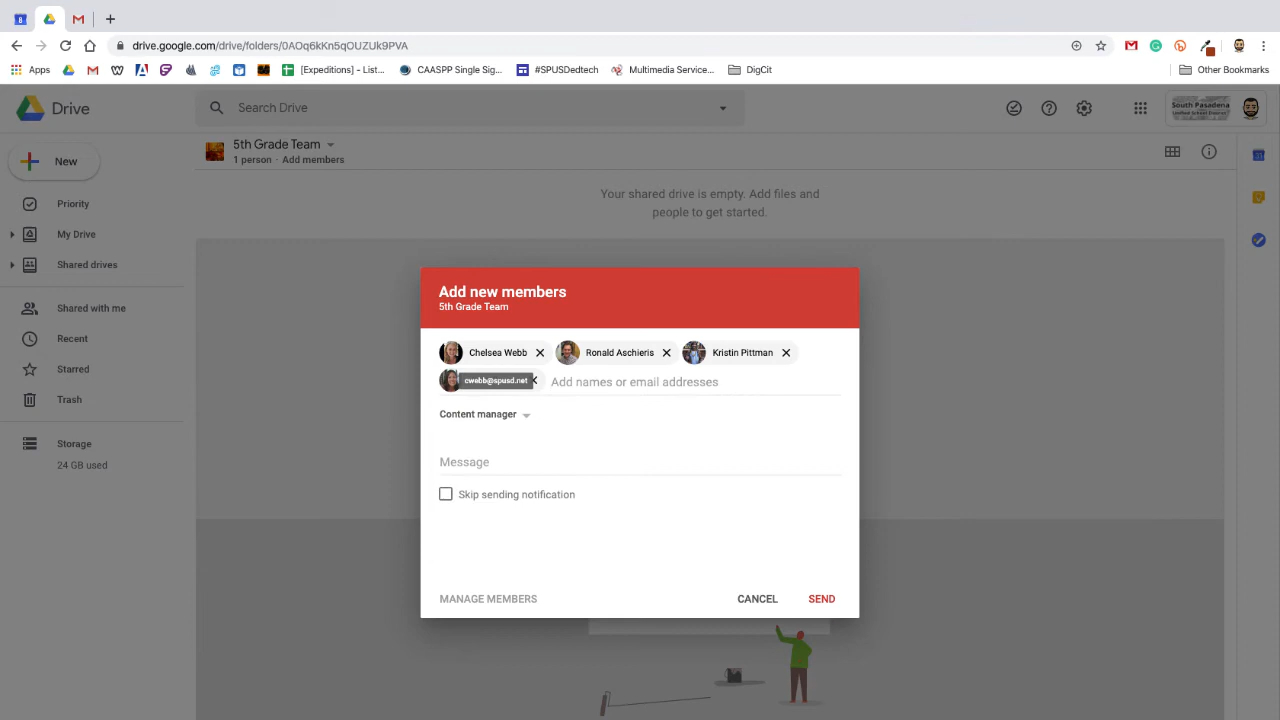 8
drive.google.com/drive/folders/0AOq6kKn5qOUZUk9PVA
Apps
[Expeditions] - List...
CAASPP Single Sig...
#SPUSDedtech
Multimedia Service...
DigCit
Other Bookmarks
Drive
Search Drive
South Pasadena
New
5th Grade Team
1 person · Add members
Your shared drive is empty. Add files and
people to get started.
Priority
My Drive
Shared drives
Shared with me
Recent
Starred
Trash
Storage
24 GB used
Add new members
5th Grade Team
Chelsea Webb
Ronald Aschieris
Kristin Pittman
cwebb@spusd.net
Add names or email addresses
Content manager
Message
Skip sending notification
MANAGE MEMBERS
CANCEL
SEND